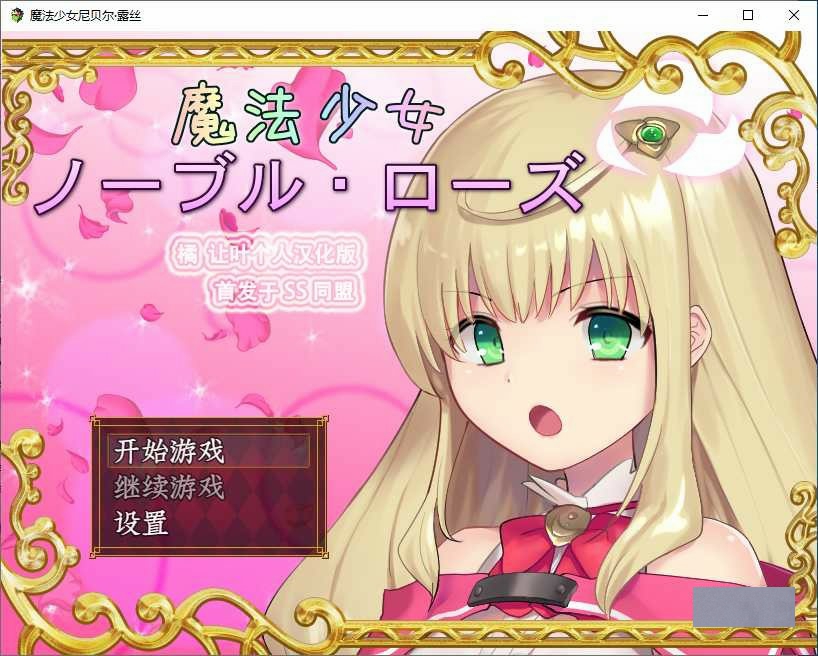 魔法少女尼贝尔·露丝
魔法少女
ノーブル・ローズ
橘 让叶个人汉化版
首发于SS同盟
开始游戏
继续游戏
设置